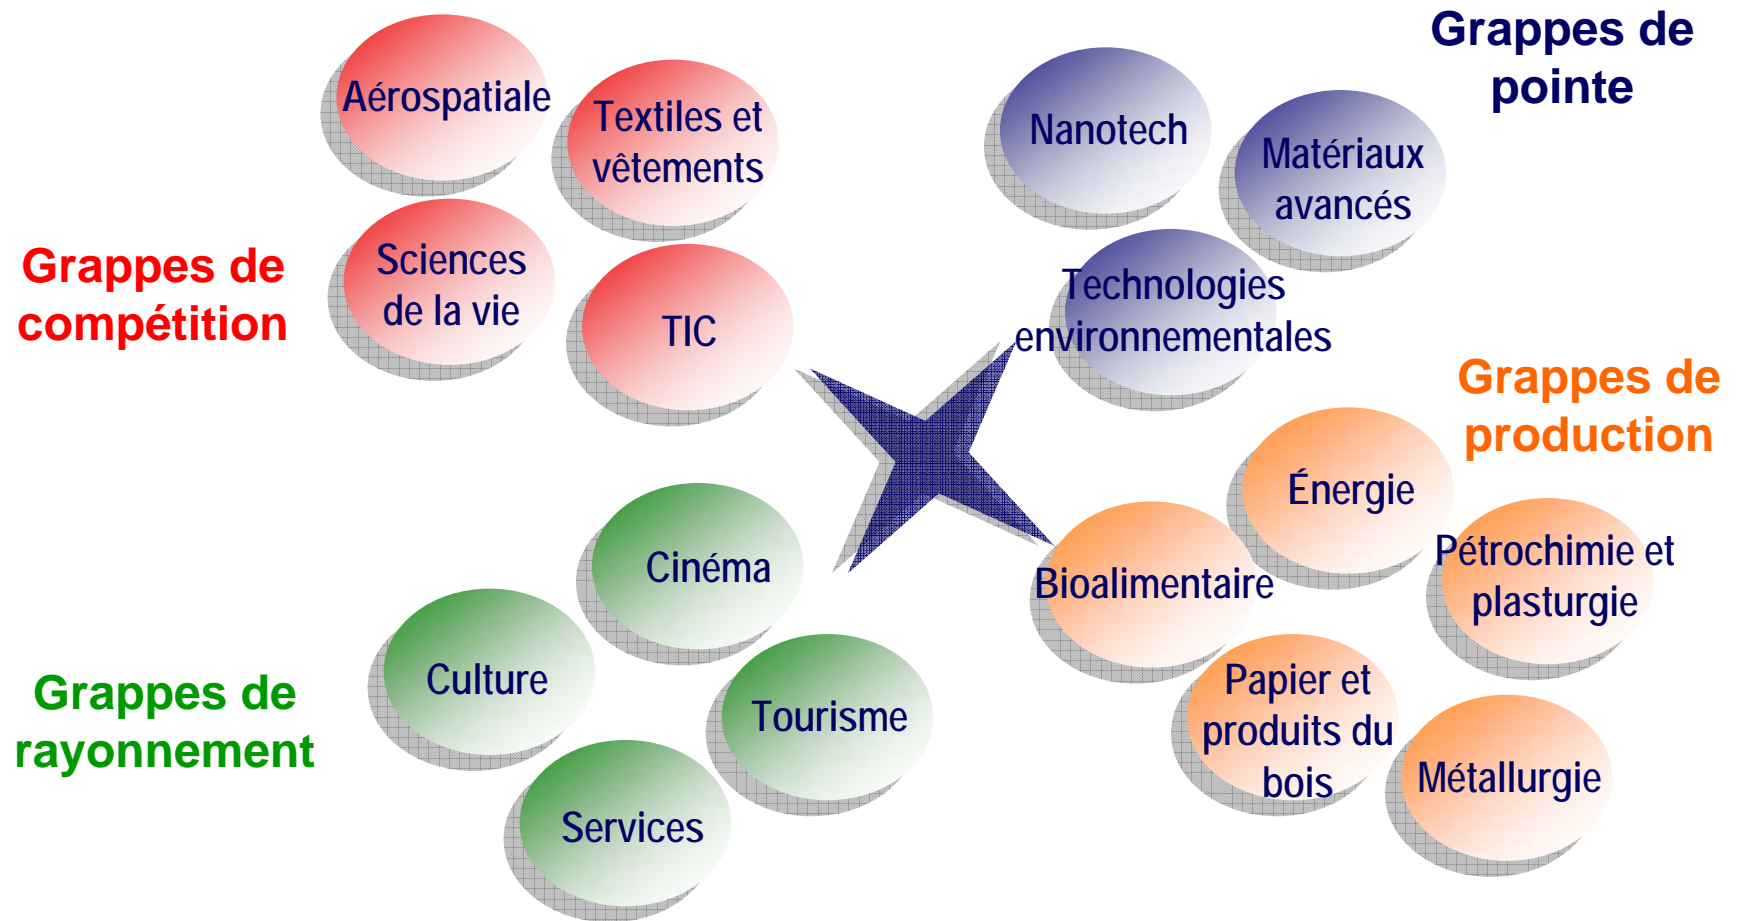 Grappes de
compétition
Aérospatiale
Textiles et
vêtements
Sciences
de la vie
TIC
Grappes de
pointe
Nanotech
Matériaux
avancés
Technologies
environnementales
Grappes de
production
Énergie
Pétrochimie et
plasturgie
Bioalimentaire
Papier et
produits du
bois
Métallurgie
Grappes de
rayonnement
Cinéma
Culture
Tourisme
Services